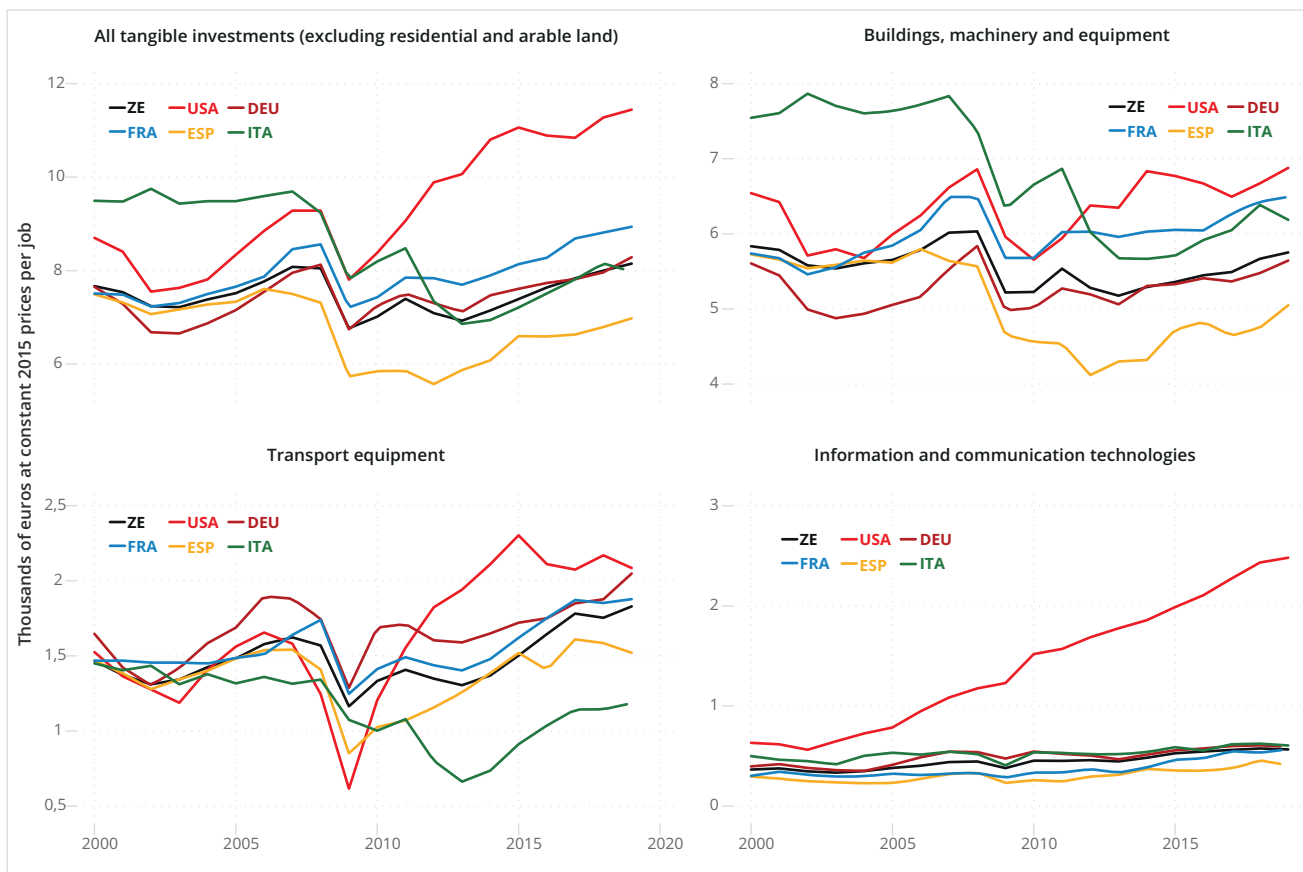 Thousands of euros at constant 2015 prices per job
All tangible investments (excluding residential and arable land)
12
10
8
6
ZE USA DEU
FRA ESP ITA
Buildings, machinery and equipment
8
7
6
5
4
ZE USA DEU
FRA ESP ITA
Transport equipment
2,5
2
1,5
1
0,5
ZE USA DEU
FRA ESP ITA
2000 2005 2010 2015 2020
Information and communication technologies
3
2
1
0
ZE USA DEU
FRA ESP ITA
2000 2005 2010 2015